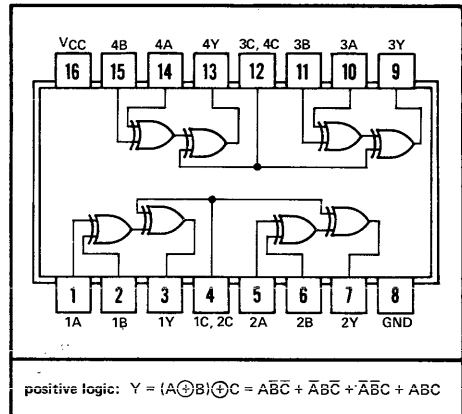 VCC 4B 4A 4Y 3C, 4C 3B 3A 3Y
16 15 14 13 12 11 10 9
1 2 3 4 5 6 7 8
1A 1B 1Y 1C, 2C 2A 2B 2Y GND
positive logic: Y = (A⊕B)⊕C = AB̅C̅ + A̅BC̅ + A̅B̅C + ABC